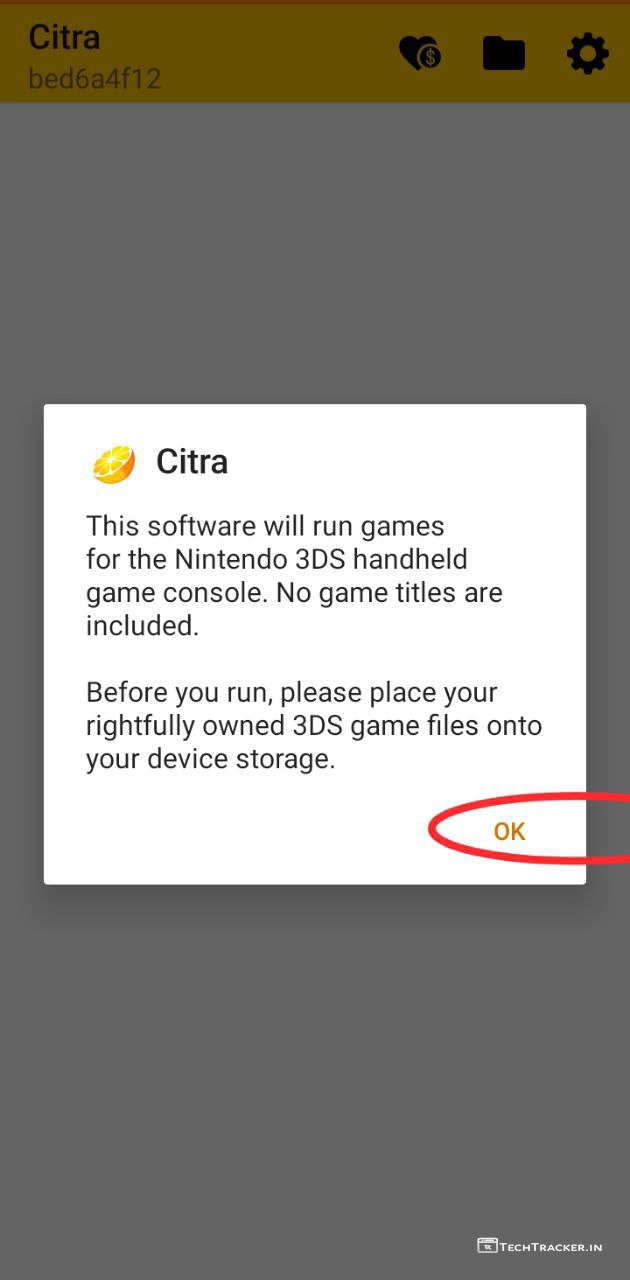 Citra
bed6a4f12
Citra
This software will run games
for the Nintendo 3DS handheld
game console. No game titles are
included.
Before you run, please place your
rightfully owned 3DS game files onto
your device storage.
OK
TECHTRACKER.IN